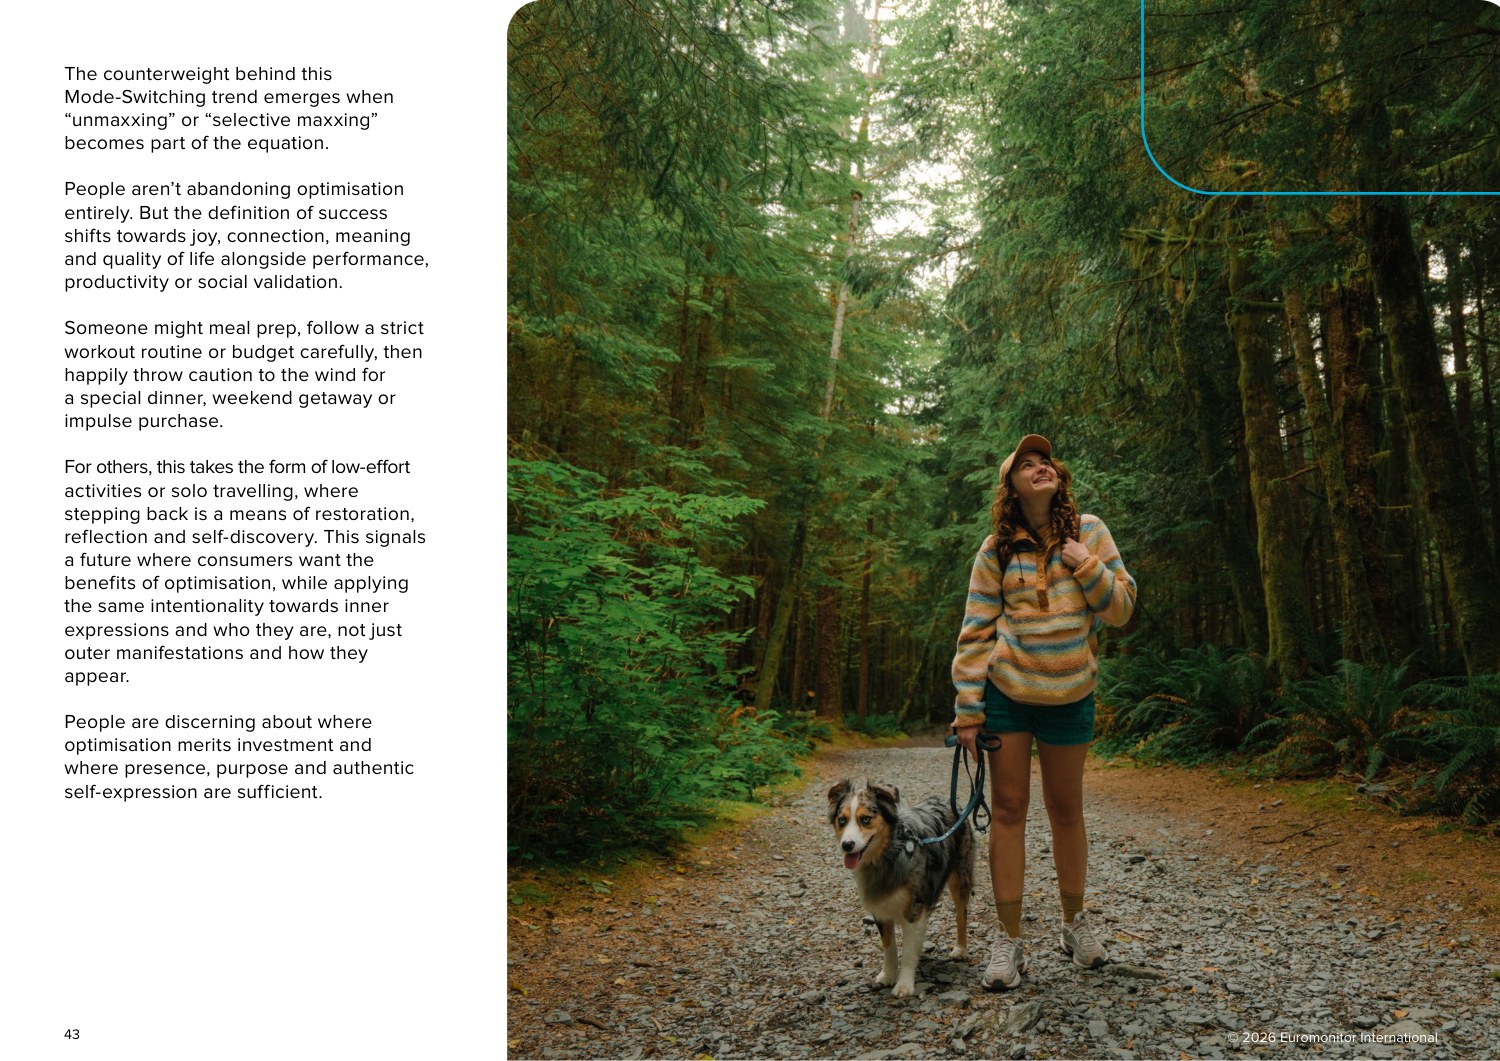 The counterweight behind this
Mode-Switching trend emerges when
“unmaxxing” or “selective maxxing”
becomes part of the equation.
People aren’t abandoning optimisation
entirely. But the definition of success
shifts towards joy, connection, meaning
and quality of life alongside performance,
productivity or social validation.
Someone might meal prep, follow a strict
workout routine or budget carefully, then
happily throw caution to the wind for
a special dinner, weekend getaway or
impulse purchase.
For others, this takes the form of low-effort
activities or solo travelling, where
stepping back is a means of restoration,
reflection and self-discovery. This signals
a future where consumers want the
benefits of optimisation, while applying
the same intentionality towards inner
expressions and who they are, not just
outer manifestations and how they
appear.
People are discerning about where
optimisation merits investment and
where presence, purpose and authentic
self-expression are sufficient.
43
© 2026 Euromonitor International